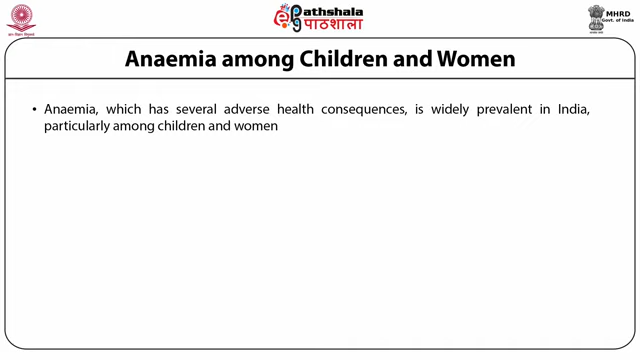 ePathshala
पाठशाला
MHRD
Govt. of India
Anaemia among Children and Women
• Anaemia, which has several adverse health consequences, is widely prevalent in India,
particularly among children and women